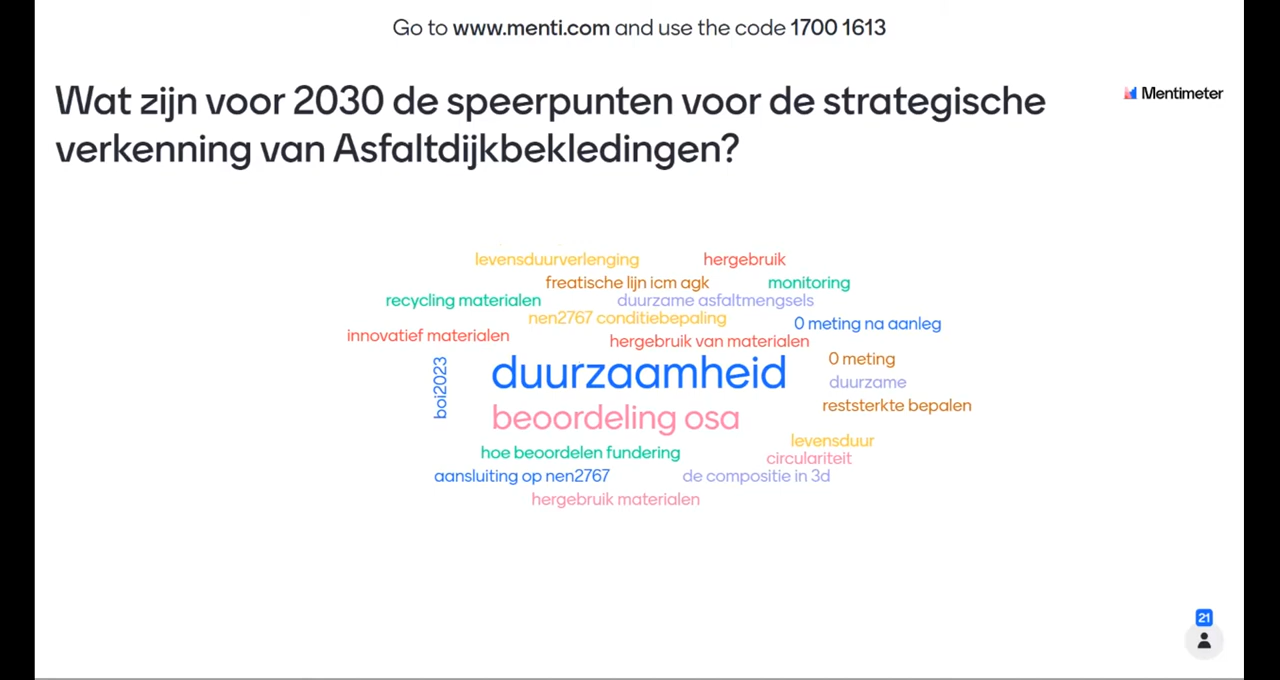 Go to www.menti.com and use the code 1700 1613
Wat zijn voor 2030 de speerpunten voor de strategische
verkenning van Asfaltdijkbekledingen?
Mentimeter
levensduurverlenging
hergebruik
freatische lijn icm agk
monitoring
recycling materialen
duurzame asfaltmengsels
nen2767 conditiebepaling
0 meting na aanleg
innovatief materialen
hergebruik van materialen
boi2023
duurzaamheid
0 meting
duurzame
beoordeling osa
reststerkte bepalen
levensduur
hoe beoordelen fundering
circulariteit
aansluiting op nen2767
de compositie in 3d
hergebruik materialen
21